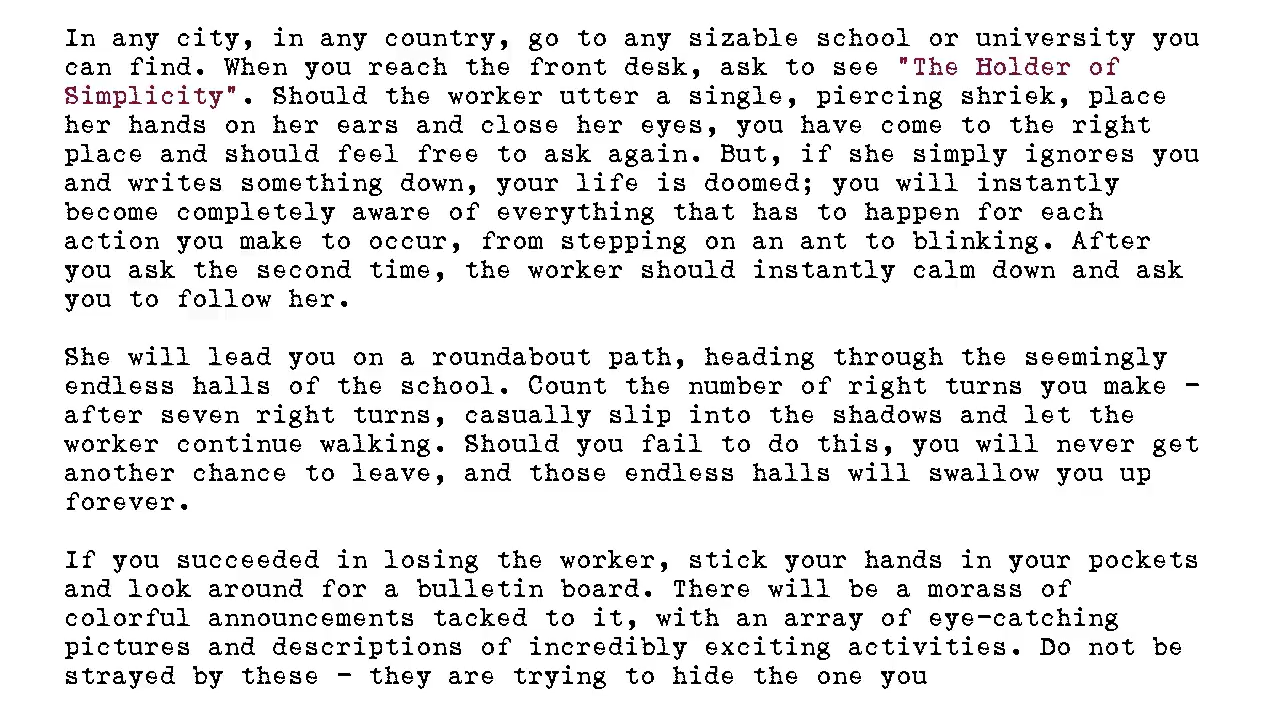 In any city, in any country, go to any sizable school or university you
can find. When you reach the front desk, ask to see "The Holder of
Simplicity". Should the worker utter a single, piercing shriek, place
her hands on her ears and close her eyes, you have come to the right
place and should feel free to ask again. But, if she simply ignores you
and writes something down, your life is doomed; you will instantly
become completely aware of everything that has to happen for each
action you make to occur, from stepping on an ant to blinking. After
you ask the second time, the worker should instantly calm down and ask
you to follow her.

She will lead you on a roundabout path, heading through the seemingly
endless halls of the school. Count the number of right turns you make -
after seven right turns, casually slip into the shadows and let the
worker continue walking. Should you fail to do this, you will never get
another chance to leave, and those endless halls will swallow you up
forever.

If you succeeded in losing the worker, stick your hands in your pockets
and look around for a bulletin board. There will be a morass of
colorful announcements tacked to it, with an array of eye-catching
pictures and descriptions of incredibly exciting activities. Do not be
strayed by these - they are trying to hide the one you